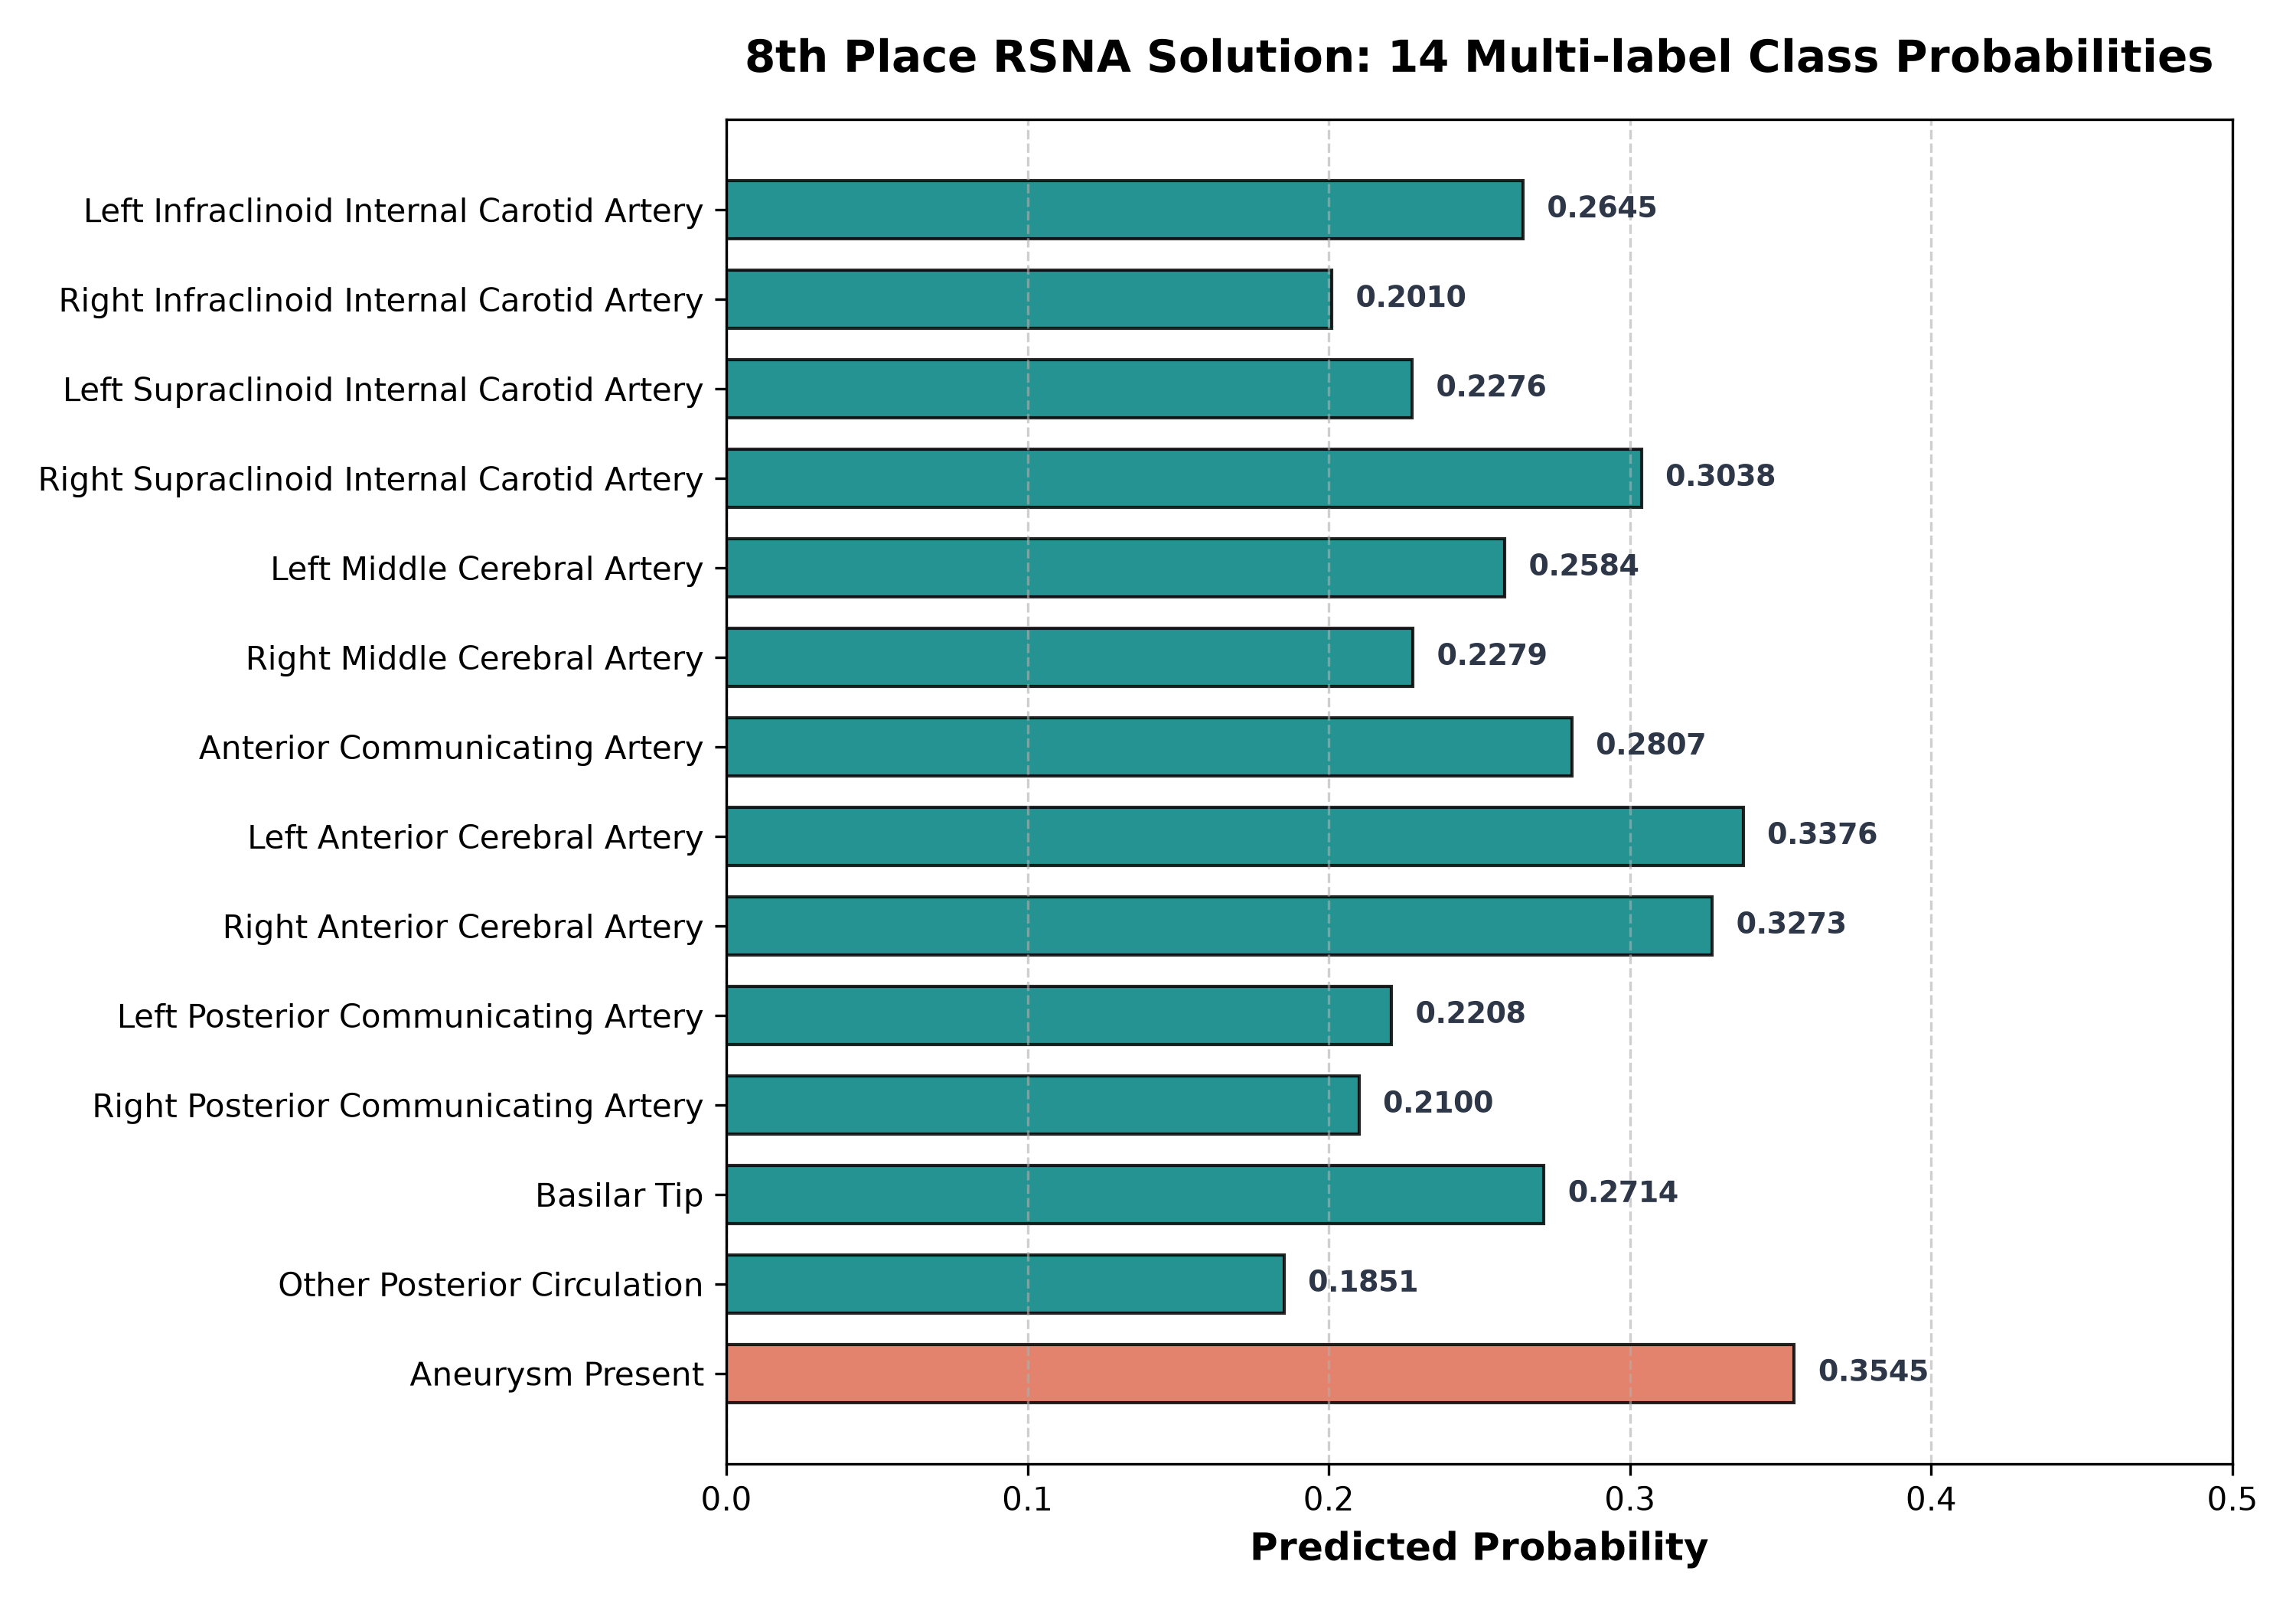 8th Place RSNA Solution: 14 Multi-label Class Probabilities
Left Infraclinoid Internal Carotid Artery 0.2645
Right Infraclinoid Internal Carotid Artery 0.2010
Left Supraclinoid Internal Carotid Artery 0.2276
Right Supraclinoid Internal Carotid Artery 0.3038
Left Middle Cerebral Artery 0.2584
Right Middle Cerebral Artery 0.2279
Anterior Communicating Artery 0.2807
Left Anterior Cerebral Artery 0.3376
Right Anterior Cerebral Artery 0.3273
Left Posterior Communicating Artery 0.2208
Right Posterior Communicating Artery 0.2100
Basilar Tip 0.2714
Other Posterior Circulation 0.1851
Aneurysm Present 0.3545
0.0 0.1 0.2 0.3 0.4 0.5
Predicted Probability